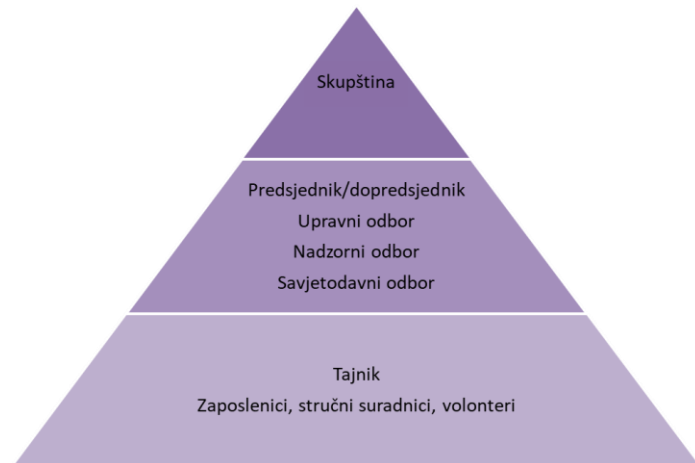 Skupština
Predsjednik/dopredsjednik
Upravni odbor
Nadzorni odbor
Savjetodavni odbor
Tajnik
Zaposlenici, stručni suradnici, volonteri